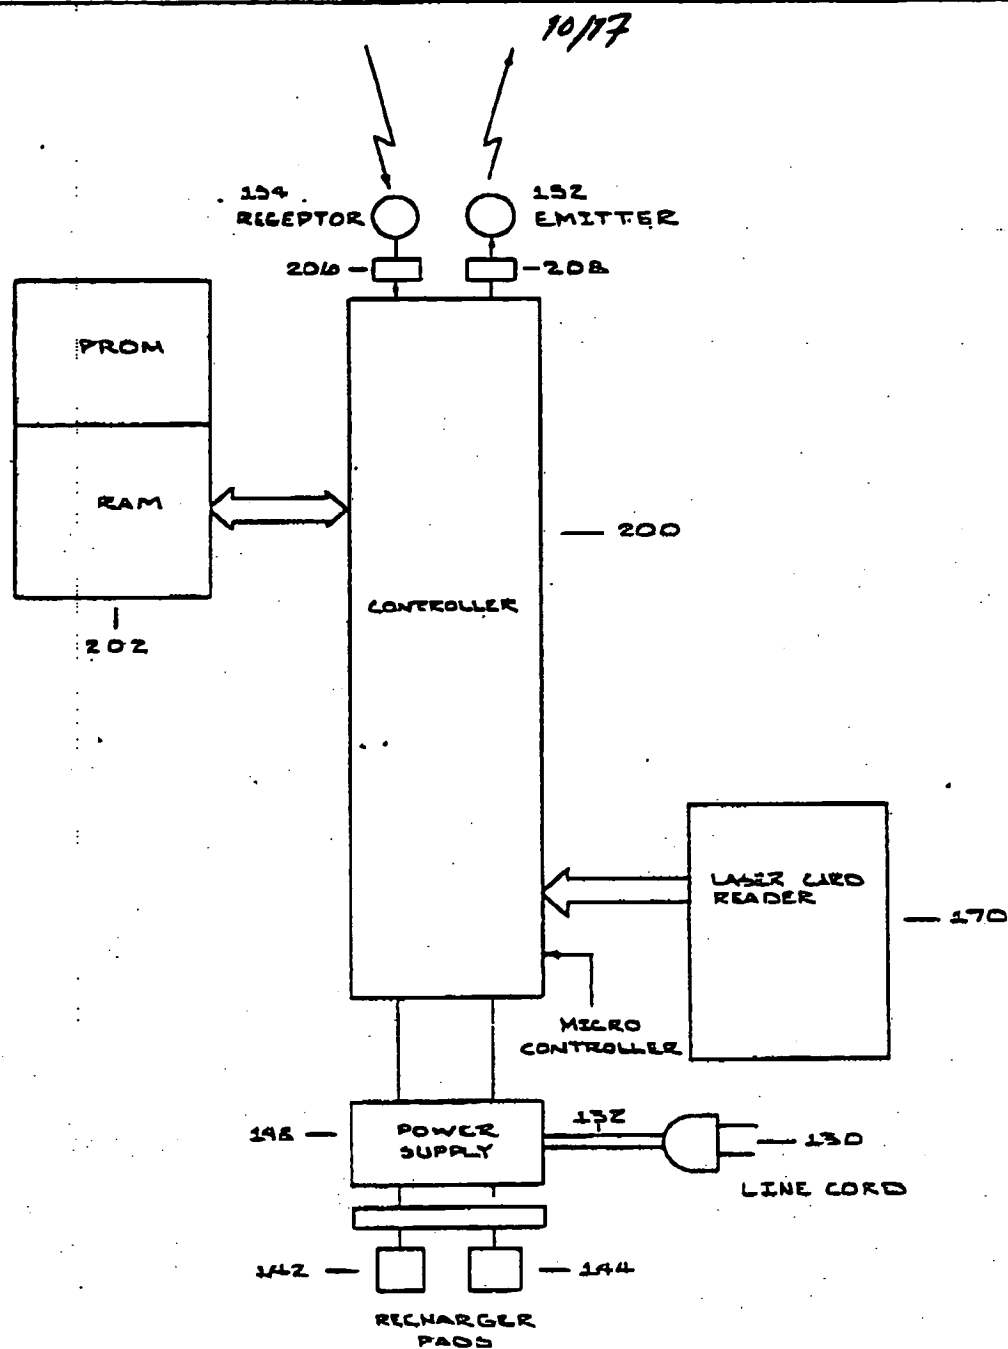 10/17
154
RECEPTOR
152
EMITTER
206
208
PROM
RAM
200
CONTROLLER
202
LASER CARD
READER
170
MICRO
CONTROLLER
148
POWER
SUPPLY
132
130
LINE CORD
142
144
RECHARGER
PADS